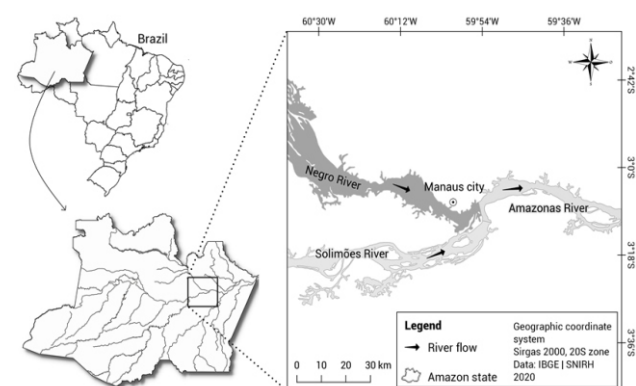 Brazil
60°30'W 60°12'W 59°54'W 59°36'W
2°42'S
3°0'S
3°18'S
3°36'S
Negro River
Manaus city
Amazonas River
Solimões River
Legend
River flow
Amazon state
Geographic coordinate
system
Sirgas 2000, 20S zone
Data: IBGE | SNIRH
2020
0 10 20 30 km